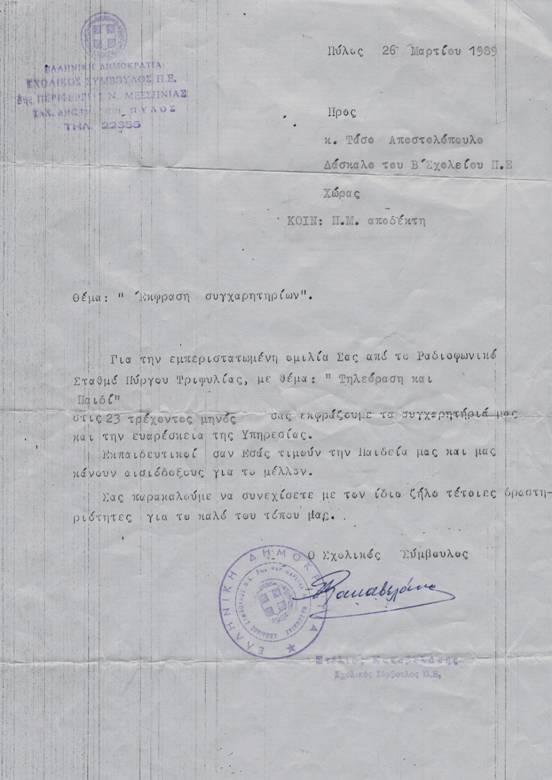 ΕΛΛΗΝΙΚΗ ΔΗΜΟΚΡΑΤΙΑ
ΣΧΟΛΙΚΟΣ ΣΥΜΒΟΥΛΟΣ Π.Ε.
ΠΕΡΙΦΕΡΕΙΑΣ Ν. ΜΕΣΣΗΝΙΑΣ
ΠΥΛΟΣ
ΤΗΛ. 22355
Πύλος 26 Μαρτίου 1989
Προς
κ. Τάσο Αποστολόπουλο
Δάσκαλο του Β΄Σχολείου Π.Ε
Χώρας
ΚΟΙΝ: Π.Μ. αποδέκτη
Θέμα: " Έκφραση συγχαρητηρίων".
Για την εμπεριστατωμένη ομιλία Σας από το Ραδιοφωνικό
Σταθμό Πύργου Τριφυλίας, με θέμα: " Τηλεόραση και
Παιδί"
στις 23 τρέχοντος μηνός σας εκφράζουμε τα συγχαρητήριά μας
και την ευαρέσκεια της Υπηρεσίας.
Εκπαιδευτικοί σαν Εσάς τιμούν την Παιδεία μας και μας
κάνουν αισιόδοξους για το μέλλον.
Σας παρακαλούμε να συνεχίσετε με τον ίδιο ζήλο τέτοιες δραστη-
ριότητες για το καλό του τόπου μας.
Ο Σχολικός Σύμβουλος
ΕΛΛΗΝΙΚΗ ΔΗΜΟΚΡΑΤΙΑ
Σχολικός Σύμβουλος Π.Ε.